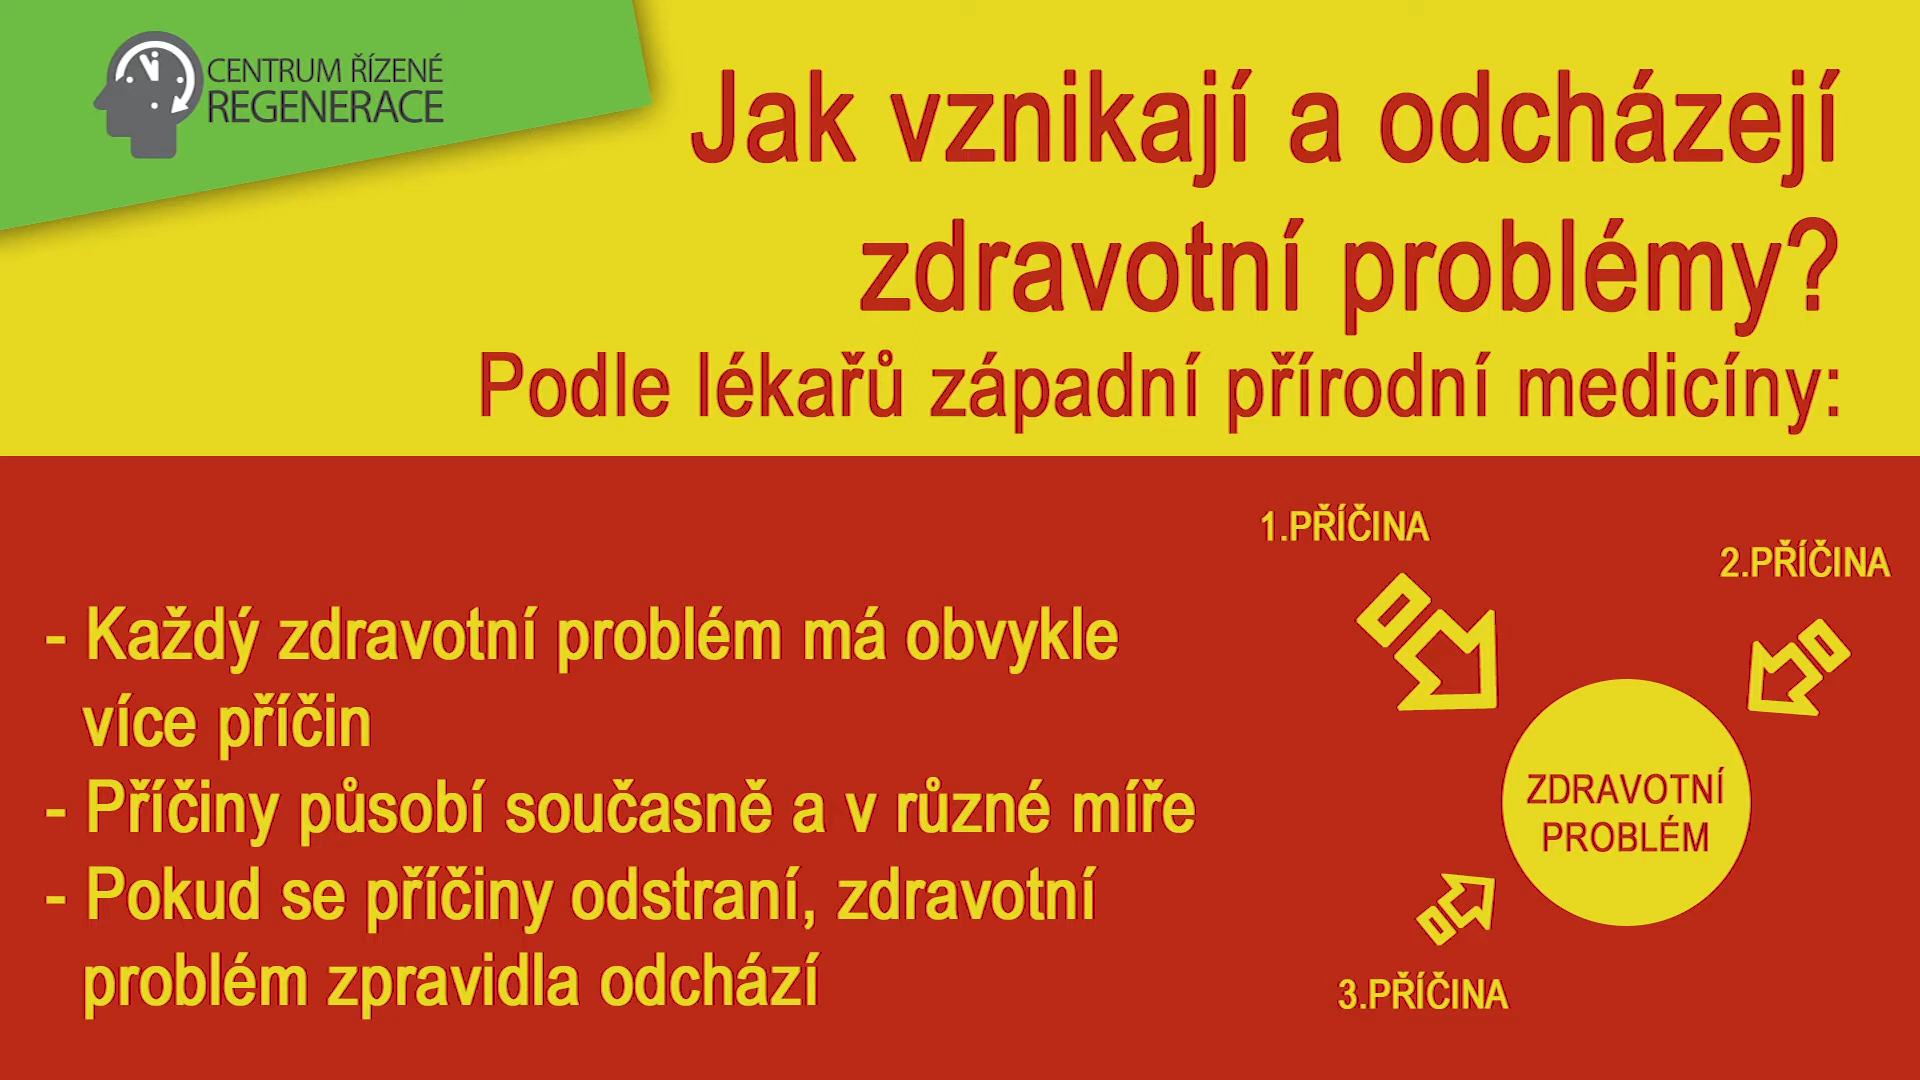 CENTRUM ŘÍZENÉ
REGENERACE
Jak vznikají a odcházejí
zdravotní problémy?
Podle lékařů západní přírodní medicíny:
- Každý zdravotní problém má obvykle
více příčin
- Příčiny působí současně a v různé míře
- Pokud se příčiny odstraní, zdravotní
problém zpravidla odchází
1.PŘÍČINA
2.PŘÍČINA
ZDRAVOTNÍ
PROBLÉM
3.PŘÍČINA